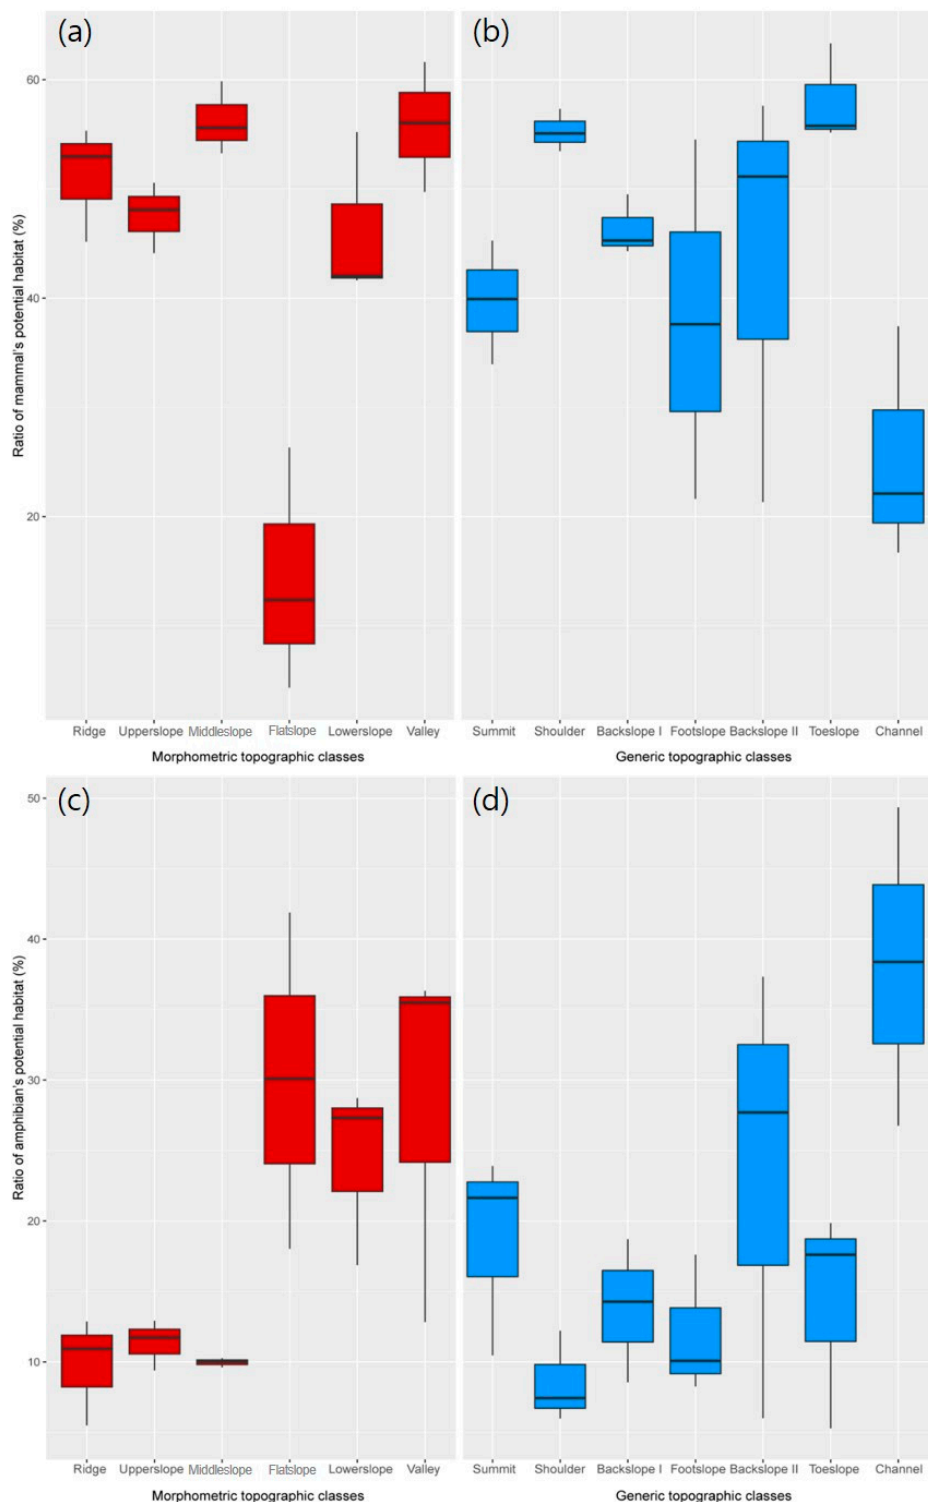 (a)
(b)
Ratio of mammal's potential habitat (%)
60
40
20
Ridge Upperslope Middleslope Flatslope Lowerslope Valley
Summit Shoulder Backslope I Footslope Backslope II Toeslope Channel
Morphometric topographic classes
Generic topographic classes
(c)
(d)
Ratio of amphibian's potential habitat (%)
50
40
30
20
10
Ridge Upperslope Middleslope Flatslope Lowerslope Valley
Summit Shoulder Backslope I Footslope Backslope II Toeslope Channel
Morphometric topographic classes
Generic topographic classes